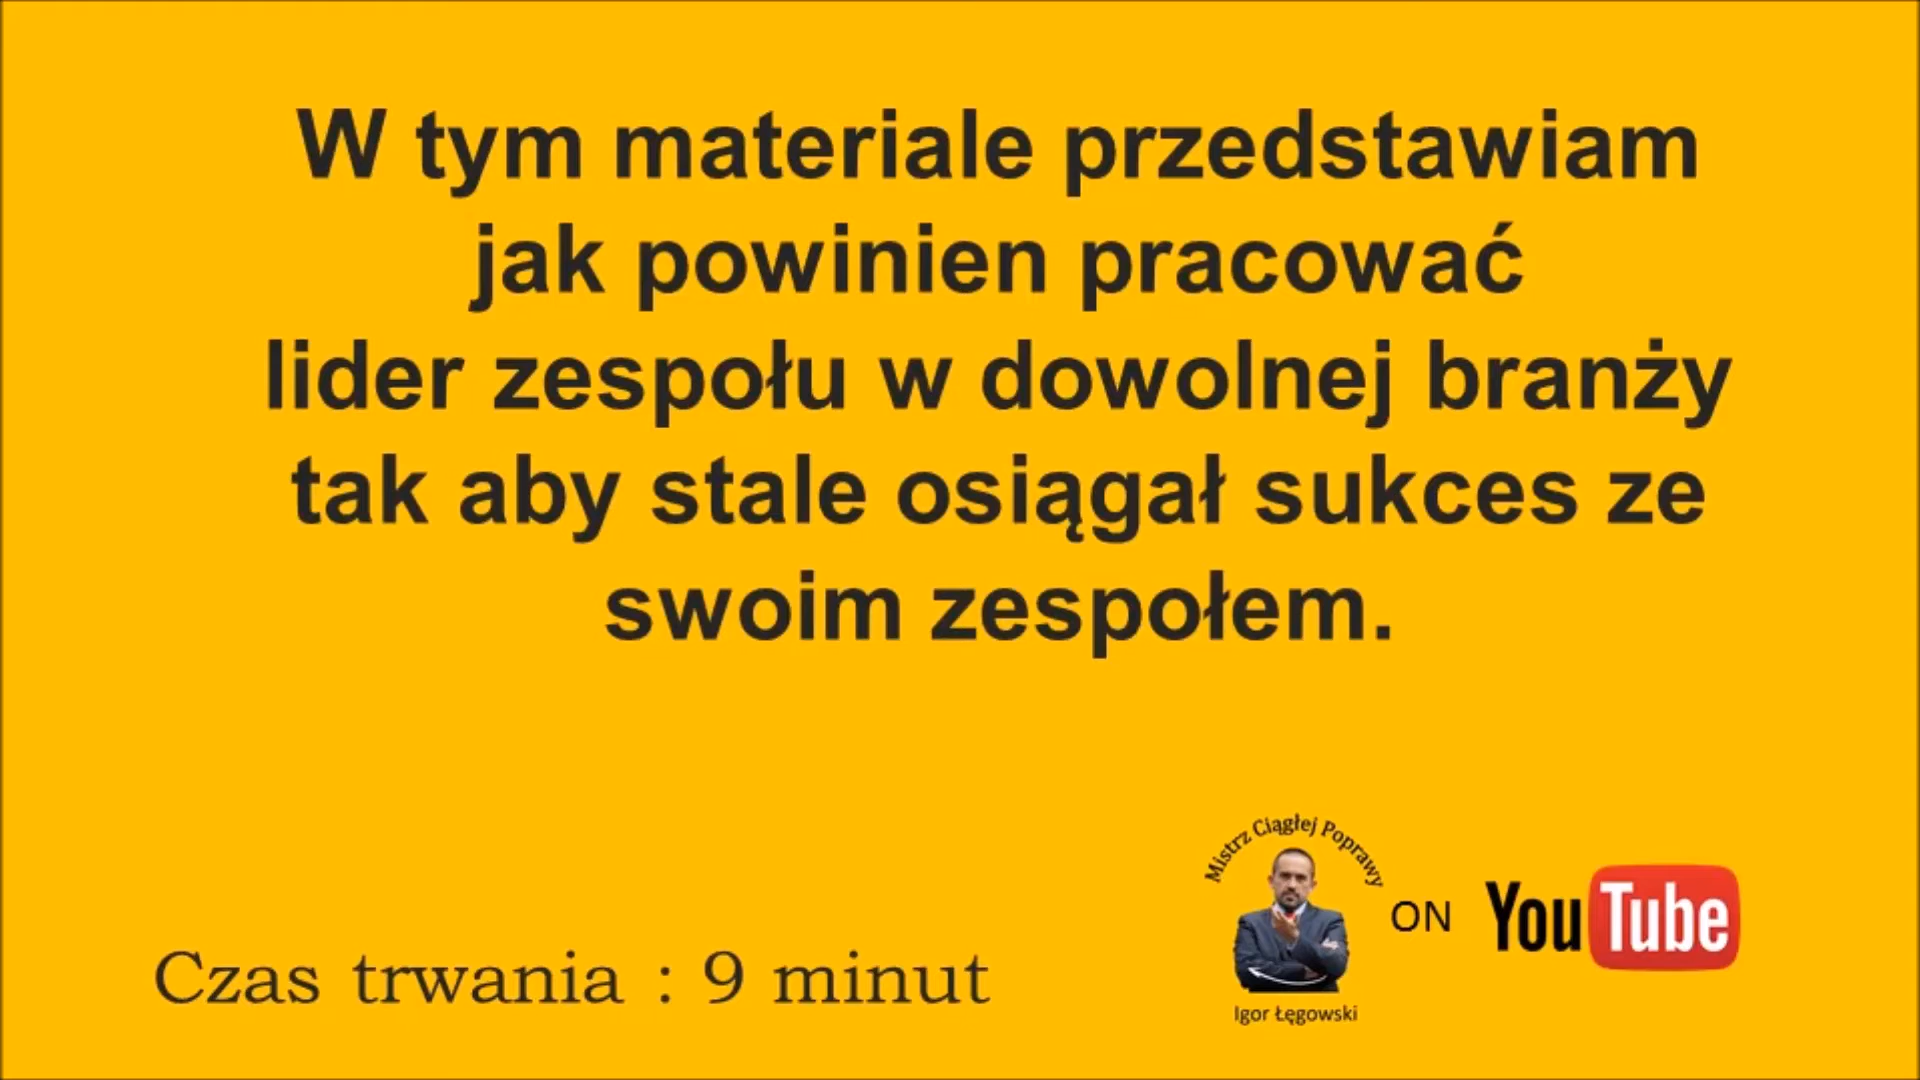 W tym materiale przedstawiam
jak powinien pracować
lider zespołu w dowolnej branży
tak aby stale osiągał sukces ze
swoim zespołem.
Mistrz Ciągłej Poprawy
ON YouTube
Igor Łęgowski
Czas trwania : 9 minut